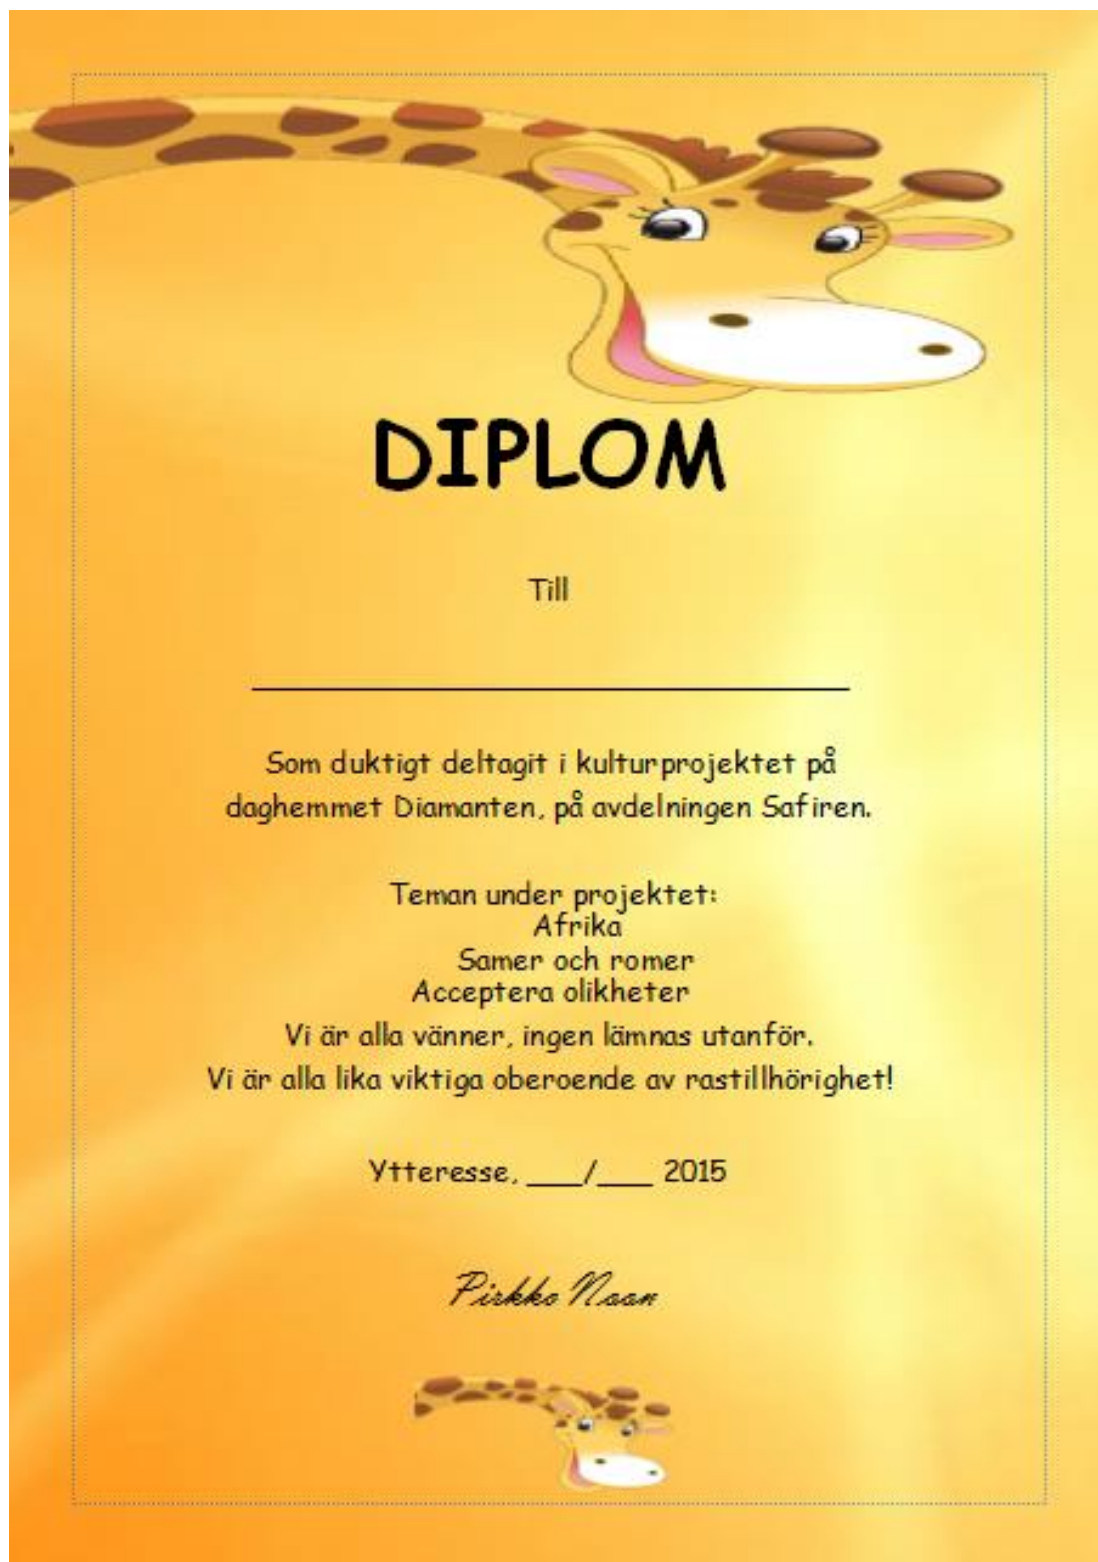 DIPLOM
Till
Som duktigt deltagit i kulturprojektet på
daghemmet Diamanten, på avdelningen Safiren.
Teman under projektet:
Afrika
Samer och romer
Acceptera olikheter
Vi är alla vänner, ingen lämnas utanför.
Vi är alla lika viktiga oberoende av rastillhörighet!
Ytteresse, ___/___ 2015
Pirkko Naan